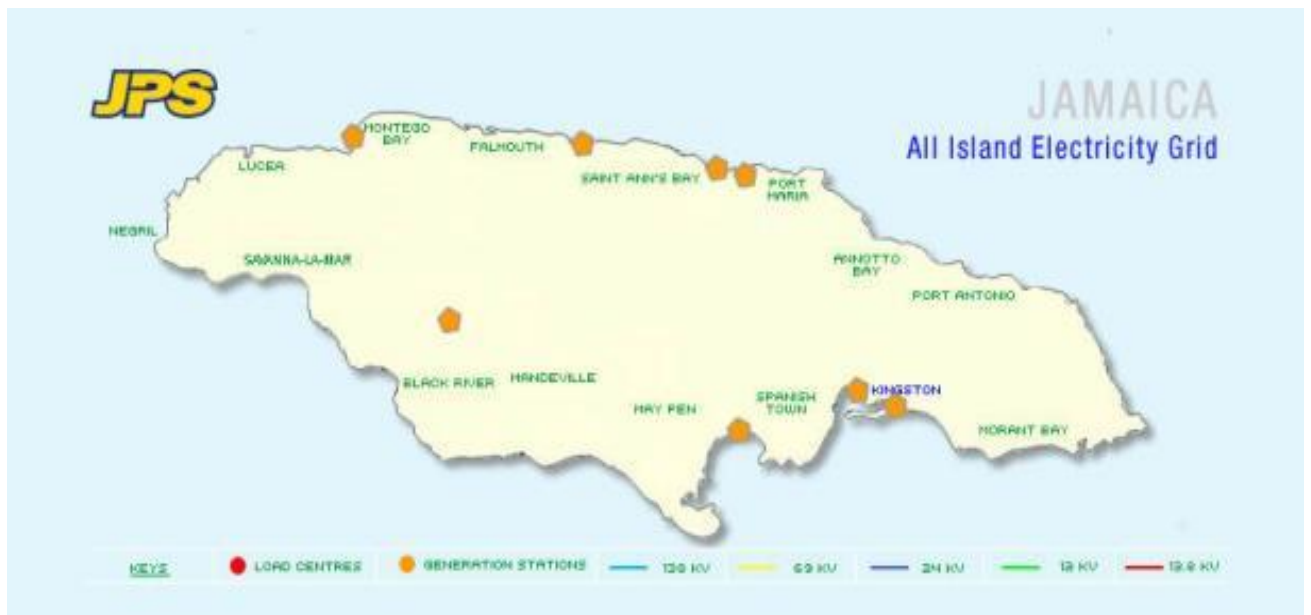 JPS
JAMAICA
All Island Electricity Grid
MONTEGO
BAY
FALMOUTH
LUCEA
SAINT ANN'S BAY
PORT
MARIA
NEGRIL
SAVANNA-LA-MAR
ANNOTTO
BAY
PORT ANTONIO
BLACK RIVER
MANDEVILLE
MAY PEN
SPANISH
TOWN
KINGSTON
MORANT BAY
KEYS
LOAD CENTRES
GENERATION STATIONS
138 KV
69 KV
24 KV
12 KV
13.8 KV